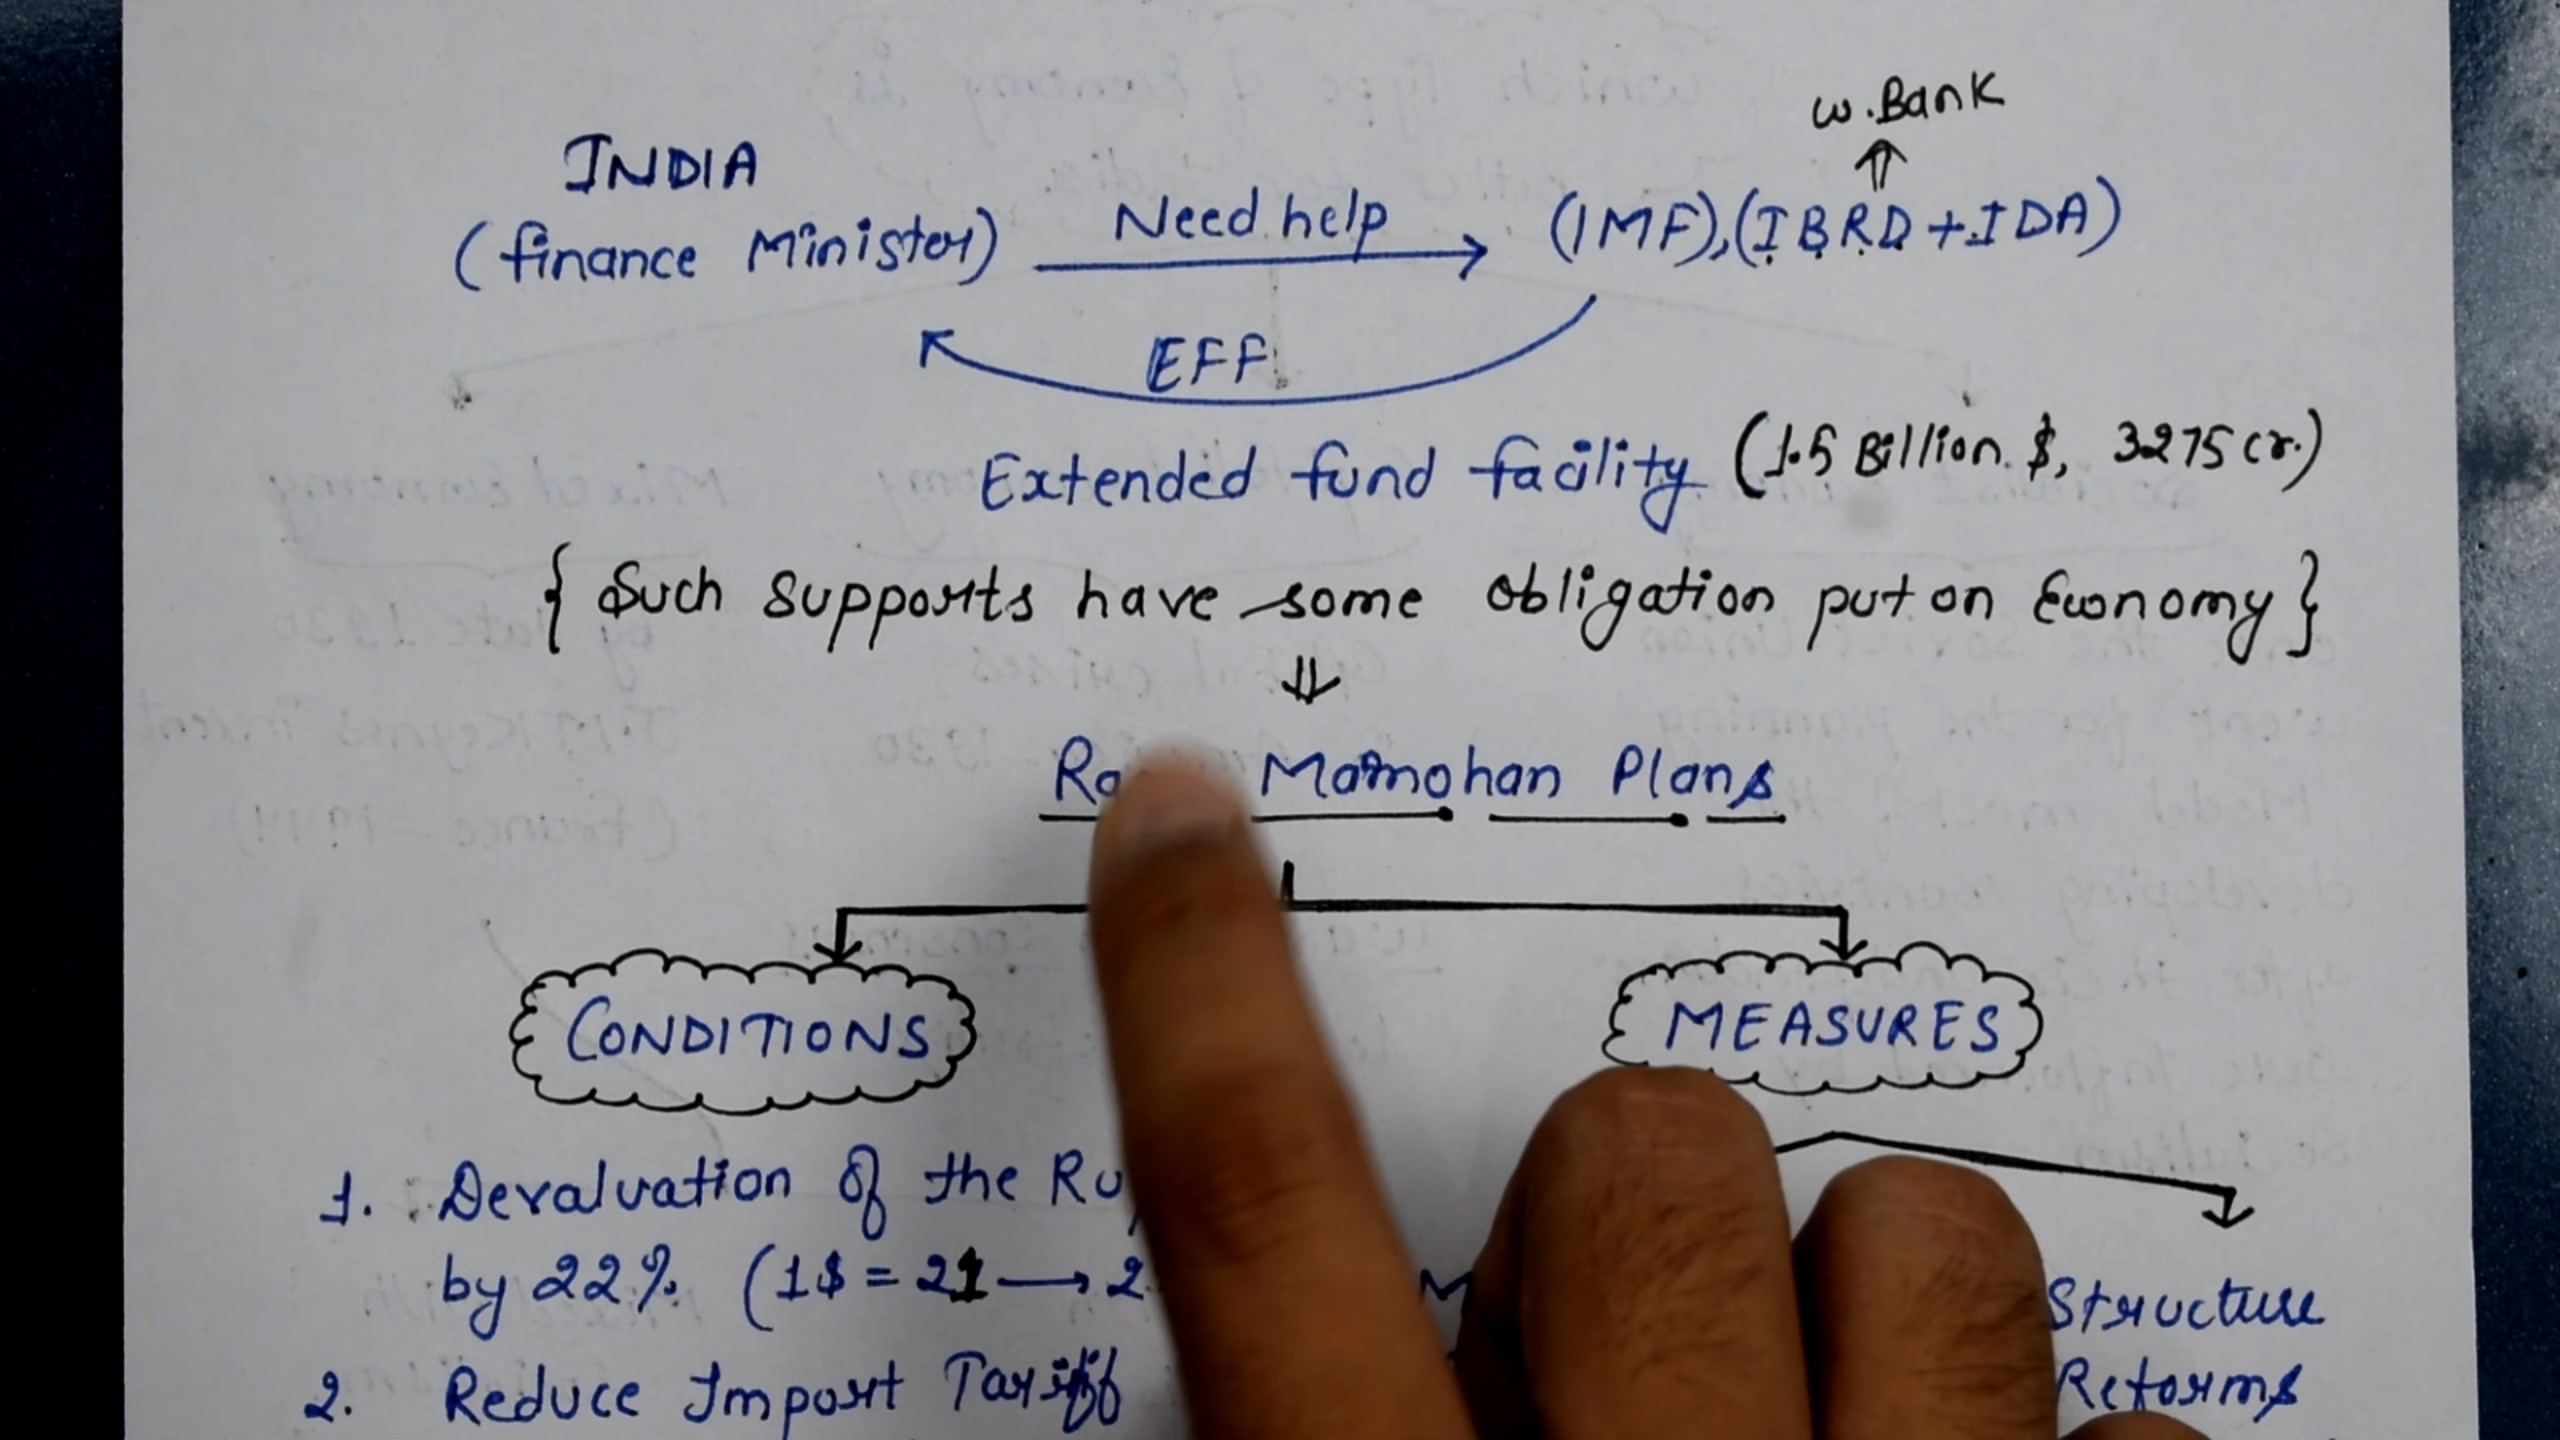 w.Bank
INDIA
(finance Minister) Need help (IMF),(IBRD+IDA)
EFF
Extended fund facility (1.5 Billion $, 3275 cr.)
{ Such supports have some obligation put on Economy }
Manmohan Plans
CONDITIONS MEASURES
1. Devaluation of the
by 22% (1$ = 21
2. Reduce Import Tariff
Structure
Reforms